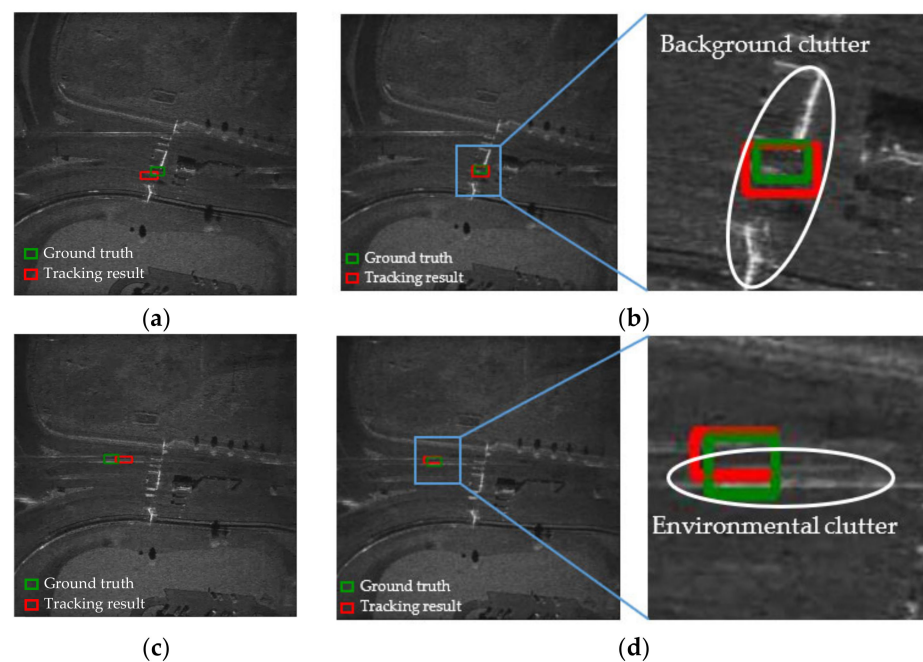 Background clutter
Ground truth
Tracking result
Ground truth
Tracking result
(a)
(b)
Environmental clutter
Ground truth
Tracking result
Ground truth
Tracking result
(c)
(d)